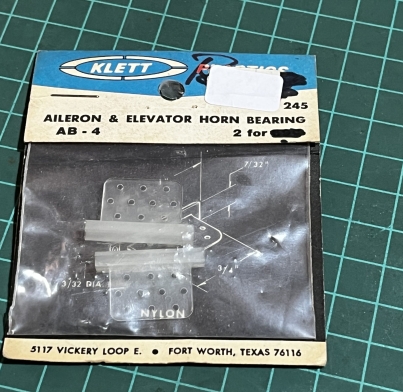 KLETT
245
AILERON & ELEVATOR HORN BEARING
AB - 4 2 for
7/32"
3/4"
3/32 DIA.
NYLON
5117 VICKERY LOOP E. • FORT WORTH, TEXAS 76116